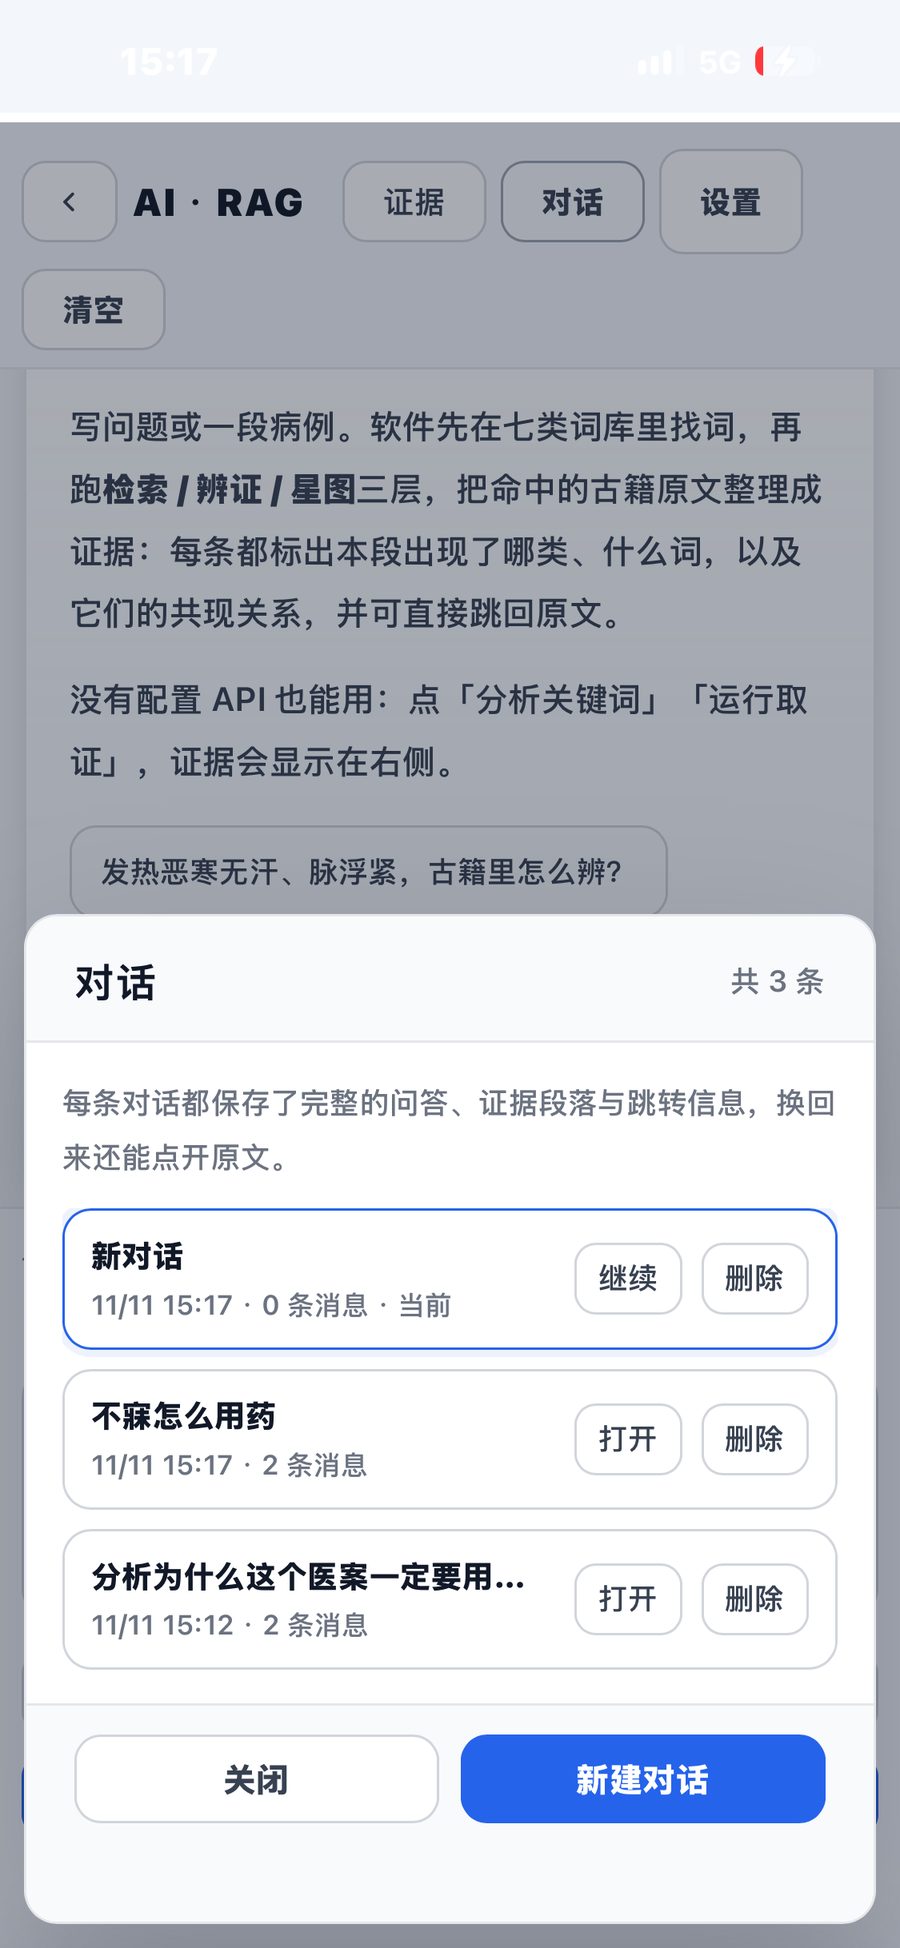 15:17
5G
AI · RAG
证据
对话
设置
清空
写问题或一段病例。软件先在七类词库里找词，再
跑检索 / 辨证 / 星图三层，把命中的古籍原文整理成
证据：每条都标出本段出现了哪类、什么词，以及
它们的共现关系，并可直接跳回原文。
没有配置 API 也能用：点「分析关键词」「运行取
证」，证据会显示在右侧。
发热恶寒无汗、脉浮紧，古籍里怎么辨？
对话
共 3 条
每条对话都保存了完整的问答、证据段落与跳转信息，换回
来还能点开原文。
新对话
11/11 15:17 · 0 条消息 · 当前
继续
删除
不寐怎么用药
11/11 15:17 · 2 条消息
打开
删除
分析为什么这个医案一定要用...
11/11 15:12 · 2 条消息
打开
删除
关闭
新建对话